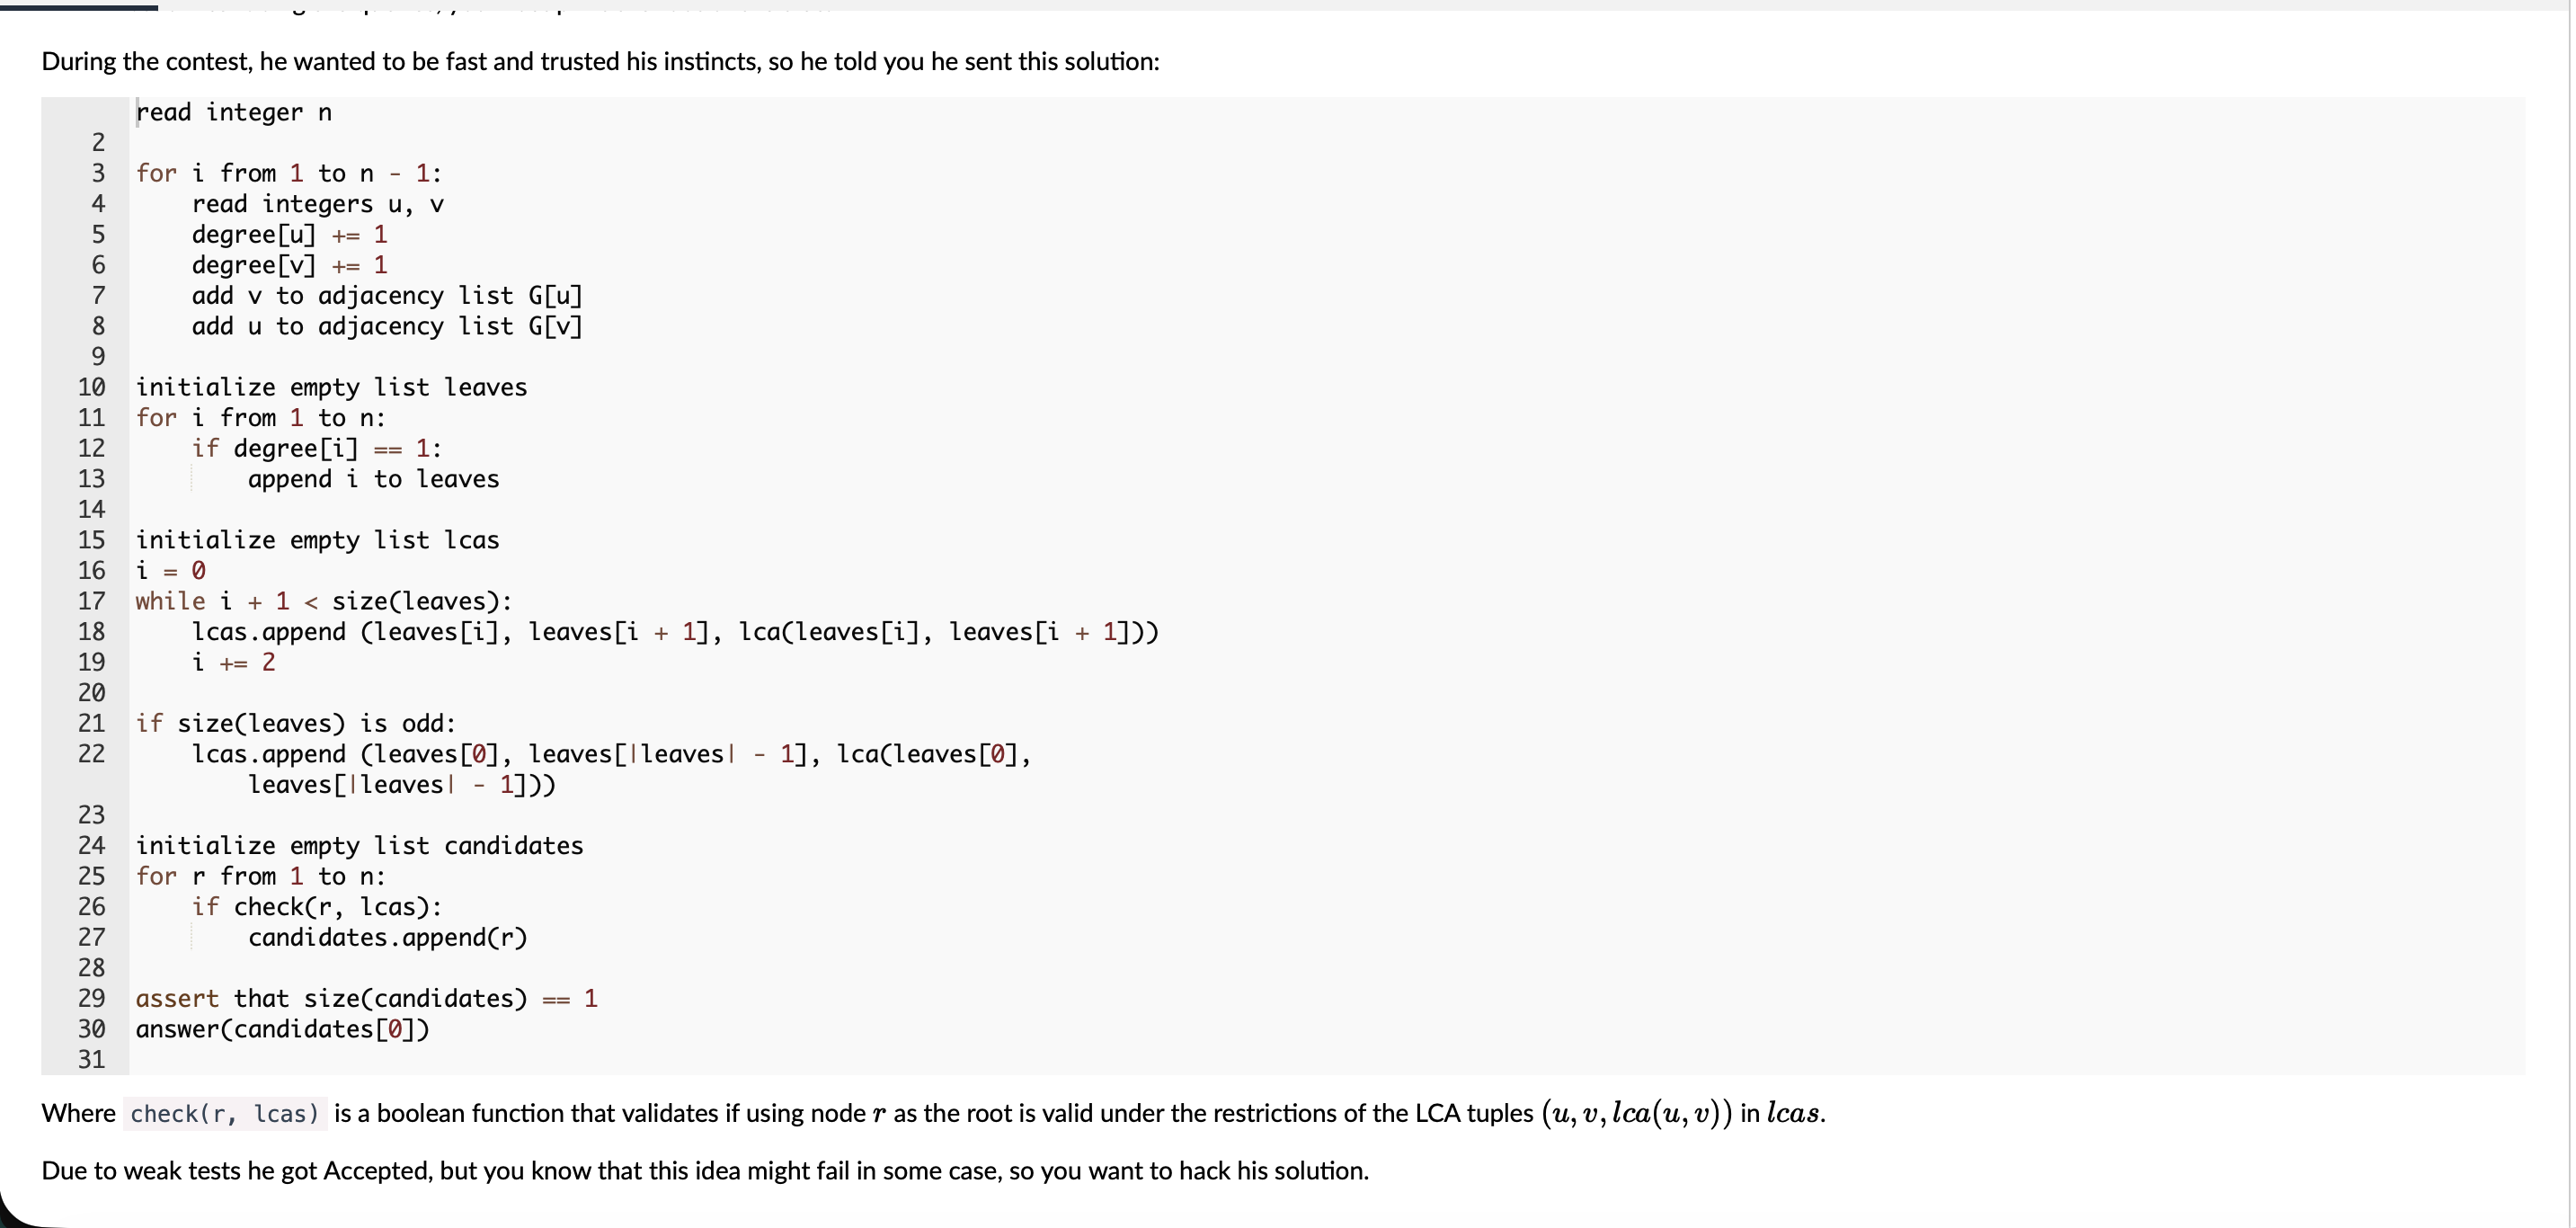 During the contest, he wanted to be fast and trusted his instincts, so he told you he sent this solution:
read integer n
2
3 for i from 1 to n - 1:
4 read integers u, v
5 degree[u] += 1
6 degree[v] += 1
7 add v to adjacency list G[u]
8 add u to adjacency list G[v]
9
10 initialize empty list leaves
11 for i from 1 to n:
12 if degree[i] == 1:
13 append i to leaves
14
15 initialize empty list lcas
16 i = 0
17 while i + 1 < size(leaves):
18 lcas.append (leaves[i], leaves[i + 1], lca(leaves[i], leaves[i + 1]))
19 i += 2
20
21 if size(leaves) is odd:
22 lcas.append (leaves[0], leaves[|leaves| - 1], lca(leaves[0],
leaves[|leaves| - 1]))
23
24 initialize empty list candidates
25 for r from 1 to n:
26 if check(r, lcas):
27 candidates.append(r)
28
29 assert that size(candidates) == 1
30 answer(candidates[0])
31
Where check(r, lcas) is a boolean function that validates if using node r as the root is valid under the restrictions of the LCA tuples (u, v, lca(u, v)) in lcas.
Due to weak tests he got Accepted, but you know that this idea might fail in some case, so you want to hack his solution.